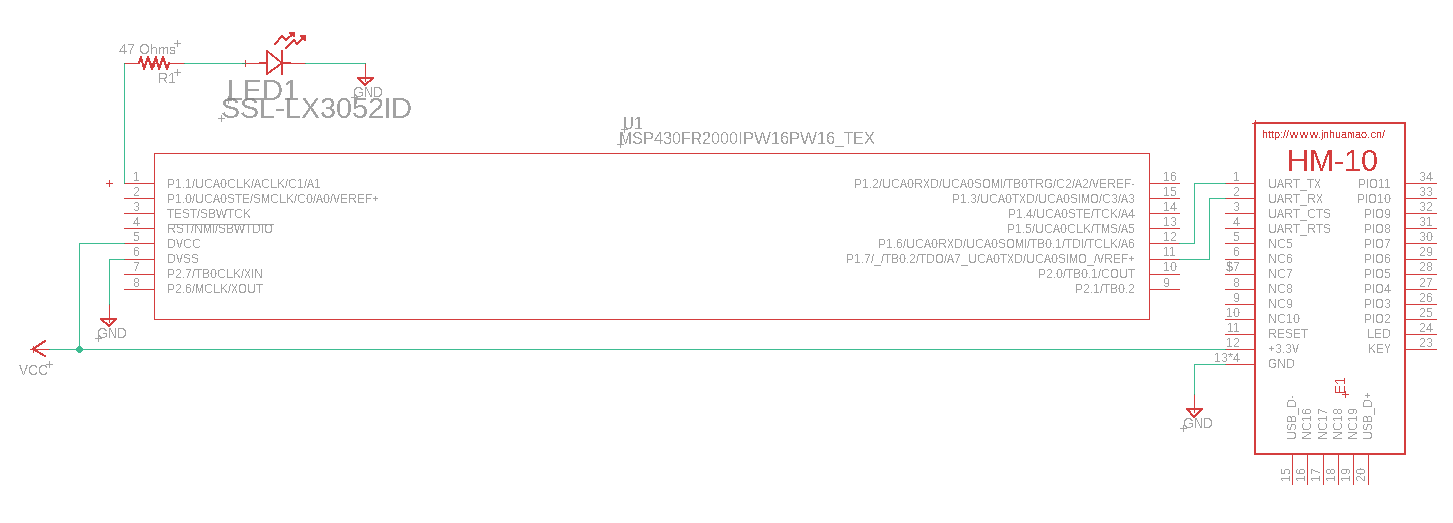 47 Ohms
R1
LED1
SSL-LX3052ID
GND
U1
MSP430FR2000IPW16PW16_TEX
1 P1.1/UCA0CLK/ACLK/C1/A1
2 P1.0/UCA0STE/SMCLK/C0/A0/VEREF+
3 TEST/SBWTCK
4 RST/NMI/SBWTDIO
5 DVCC
6 DVSS
7 P2.7/TB0CLK/XIN
8 P2.6/MCLK/XOUT
P1.2/UCA0RXD/UCA0SOMI/TB0TRG/C2/A2/VEREF- 16
P1.3/UCA0TXD/UCA0SIMO/C3/A3 15
P1.4/UCA0STE/TCK/A4 14
P1.5/UCA0CLK/TMS/A5 13
P1.6/UCA0RXD/UCA0SOMI/TB0.1/TDI/TCLK/A6 12
P1.7/_/TB0.2/TDO/A7_UCA0TXD/UCA0SIMO_/VREF+ 11
P2.0/TB0.1/COUT 10
P2.1/TB0.2 9
GND
VCC
http://www.jnhuamao.cn/
HM-10
1 UART_TX PIO11 34
2 UART_RX PIO10 33
3 UART_CTS PIO9 32
4 UART_RTS PIO8 31
5 NC5 PIO7 30
6 NC6 PIO6 29
$7 NC7 PIO5 28
8 NC8 PIO4 27
9 NC9 PIO3 26
10 NC10 PIO2 25
11 RESET LED 24
12 +3.3V KEY 23
13*4 GND
E1
GND
USB_D- NC16 NC17 NC18 NC19 USB_D+
15 16 17 18 19 20